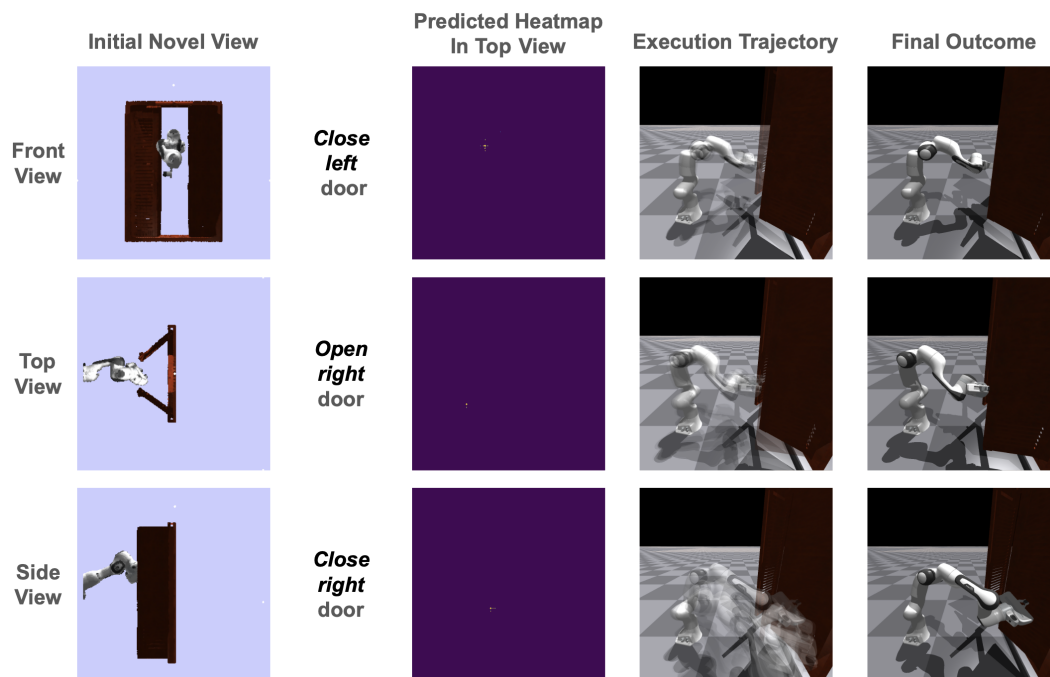 Initial Novel View
Predicted Heatmap
In Top View
Execution Trajectory
Final Outcome
Front
View
Close
left
door
Top
View
Open
right
door
Side
View
Close
right
door